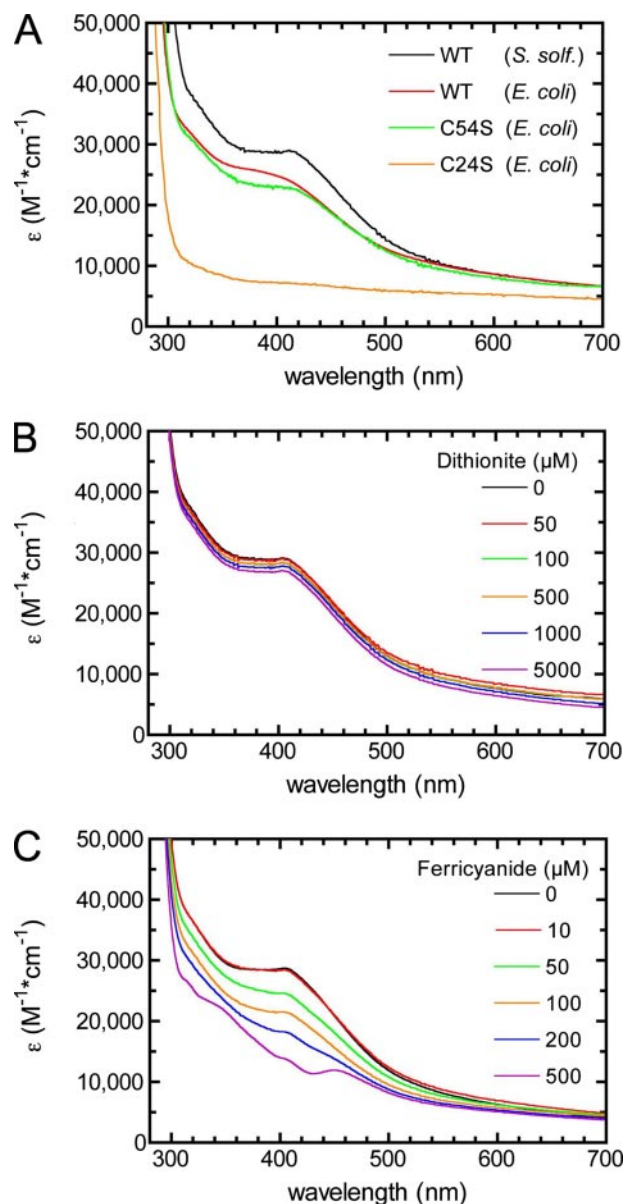 A
50,000
40,000
30,000
20,000
10,000
0
ε (M⁻¹*cm⁻¹)
WT (S. solf.)
WT (E. coli)
C54S (E. coli)
C24S (E. coli)
300 400 500 600 700
wavelength (nm)
B
50,000
40,000
30,000
20,000
10,000
0
ε (M⁻¹*cm⁻¹)
Dithionite (µM)
0
50
100
500
1000
5000
300 400 500 600 700
wavelength (nm)
C
50,000
40,000
30,000
20,000
10,000
0
ε (M⁻¹*cm⁻¹)
Ferricyanide (µM)
0
10
50
100
200
500
300 400 500 600 700
wavelength (nm)